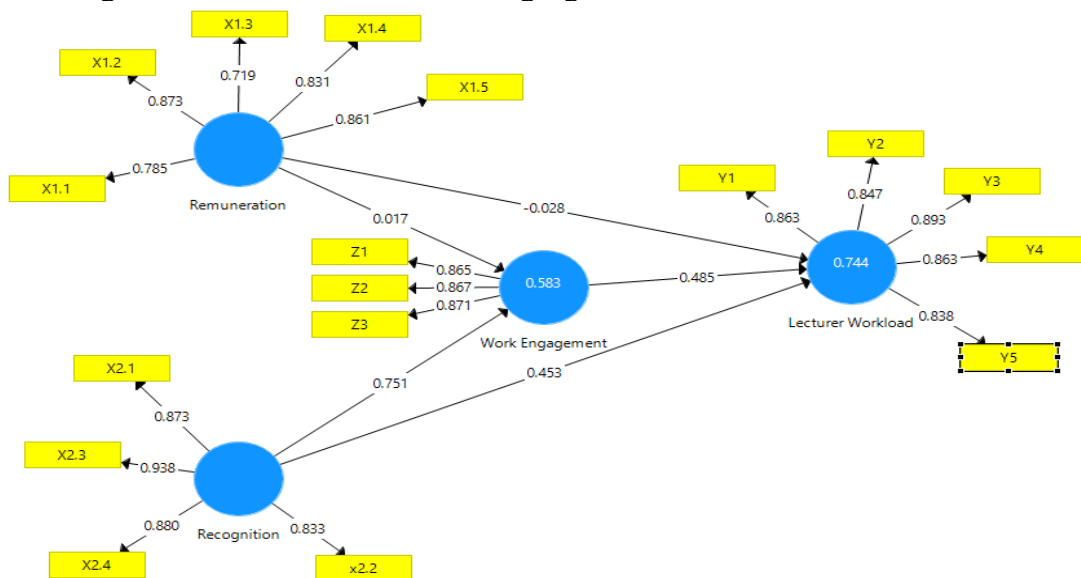 X1.3
X1.4
X1.2
0.719
0.831
X1.5
0.873
0.861
X1.1
0.785
Remuneration
Y2
Y1
Y3
0.847
0.863
0.893
-0.028
0.017
Z1
0.865
Z2
0.867
Z3
0.871
0.583
Work Engagement
0.485
0.744
0.863
Y4
Lecturer Workload
0.838
Y5
X2.1
0.751
0.453
0.873
X2.3
0.938
0.880
0.833
Recognition
X2.4
x2.2